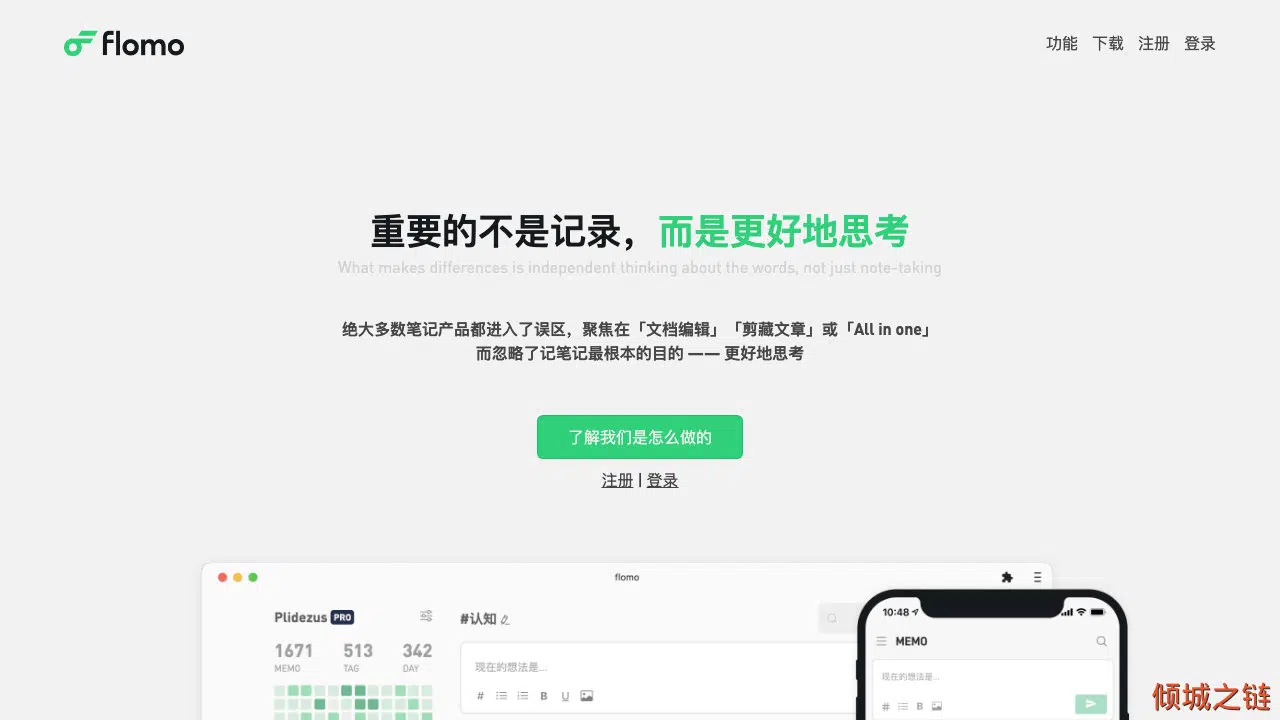 flomo
功能 下载 注册 登录
重要的不是记录，而是更好地思考
What makes differences is independent thinking about the words, not just note-taking
绝大多数笔记产品都进入了误区，聚焦在「文档编辑」「剪藏文章」或「All in one」
而忽略了记笔记最根本的目的 —— 更好地思考
了解我们是怎么做的
注册 | 登录
flomo
Plidezus PRO
1671 513 342
MEMO TAG DAY
#认知
现在的想法是...
# B U
10:48
MEMO
现在的想法是...
# B
倾城之链